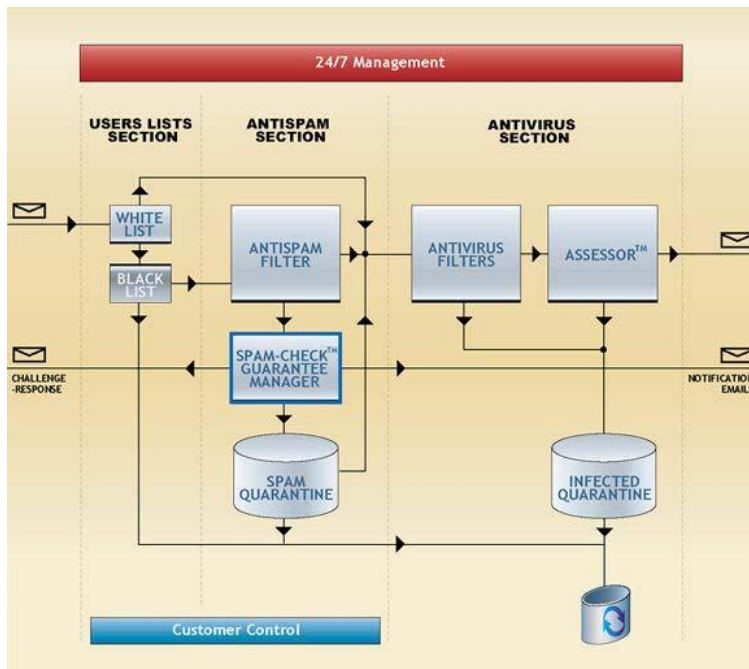 24/7 Management
USERS LISTS
SECTION
ANTISPAM
SECTION
ANTIVIRUS
SECTION
WHITE
LIST
BLACK
LIST
ANTISPAM
FILTER
ANTIVIRUS
FILTERS
ASSESSOR™
SPAM-CHECK™
GUARANTEE
MANAGER
CHALLENGE
-RESPONSE
NOTIFICATION
EMAILS
SPAM
QUARANTINE
INFECTED
QUARANTINE
Customer Control